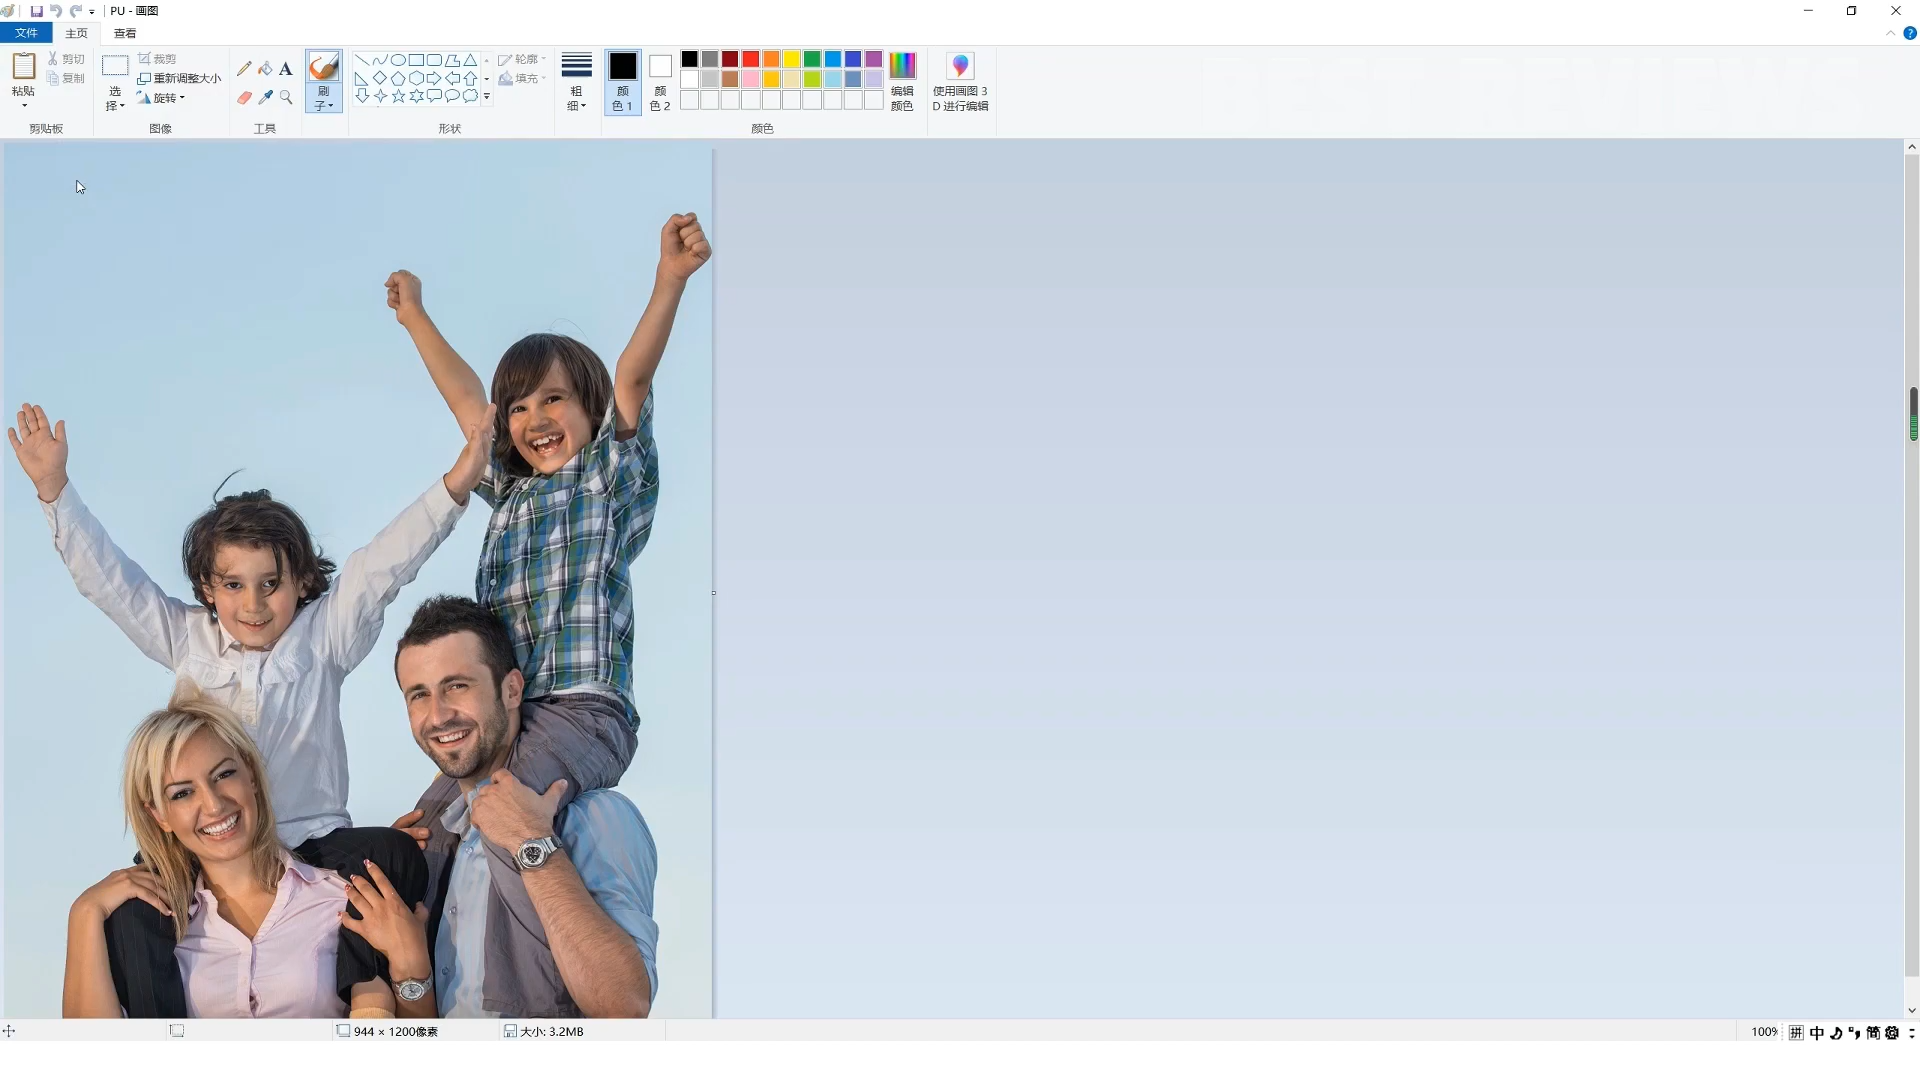 PU - 画图
文件 主页 查看
粘贴
剪切
复制
剪贴板
选择
裁剪
重新调整大小
旋转
图像
A
工具
刷子
形状
轮廓
填充
粗细
颜色 1
颜色 2
编辑颜色
颜色
使用画图 3D 进行编辑
944 × 1200像素
大小: 3.2MB
100%
拼 中 简